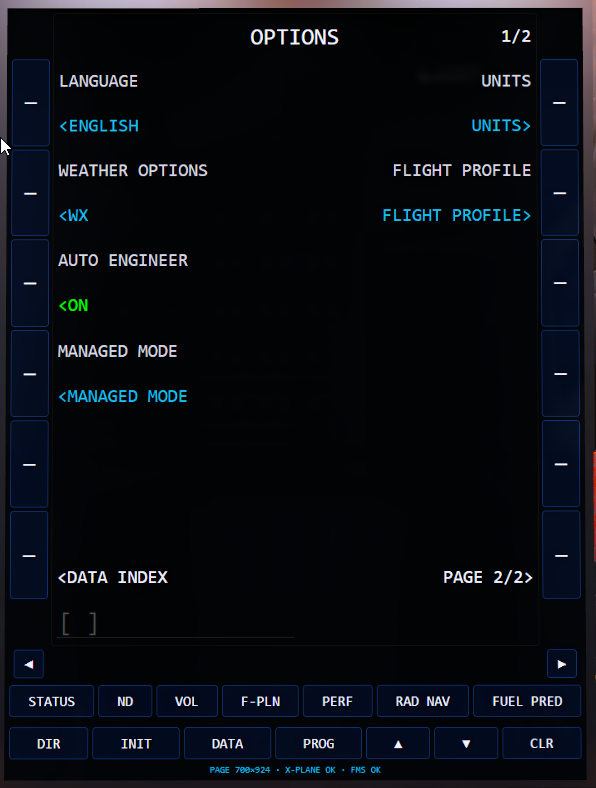 OPTIONS 1/2
LANGUAGE UNITS
<ENGLISH UNITS>
WEATHER OPTIONS FLIGHT PROFILE
<WX FLIGHT PROFILE>
AUTO ENGINEER
<ON
MANAGED MODE
<MANAGED MODE
<DATA INDEX PAGE 2/2>
[ ]
◄ ►
STATUS ND VOL F-PLN PERF RAD NAV FUEL PRED
DIR INIT DATA PROG ▲ ▼ CLR
PAGE 700×924 · X-PLANE OK · FMS OK